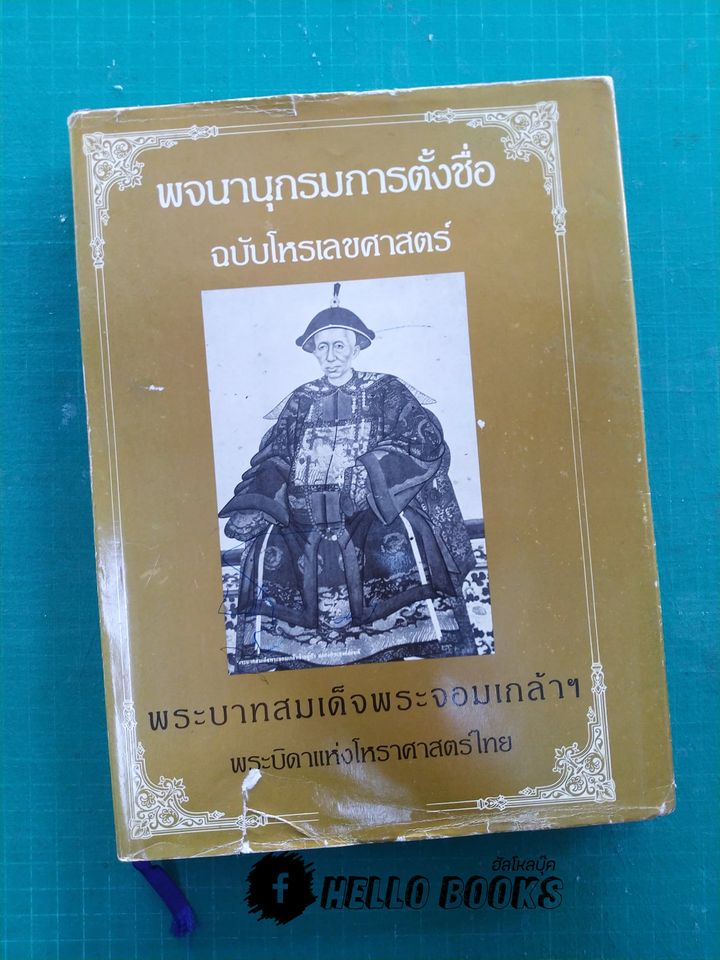 พจนานุกรมการตั้งชื่อ
ฉบับโหรเลขศาสตร์
พระบาทสมเด็จพระจอมเกล้าฯ
พระบิดาแห่งโหราศาสตร์ไทย
ฮัลโหลบุ๊ค
f HELLO BOOKS